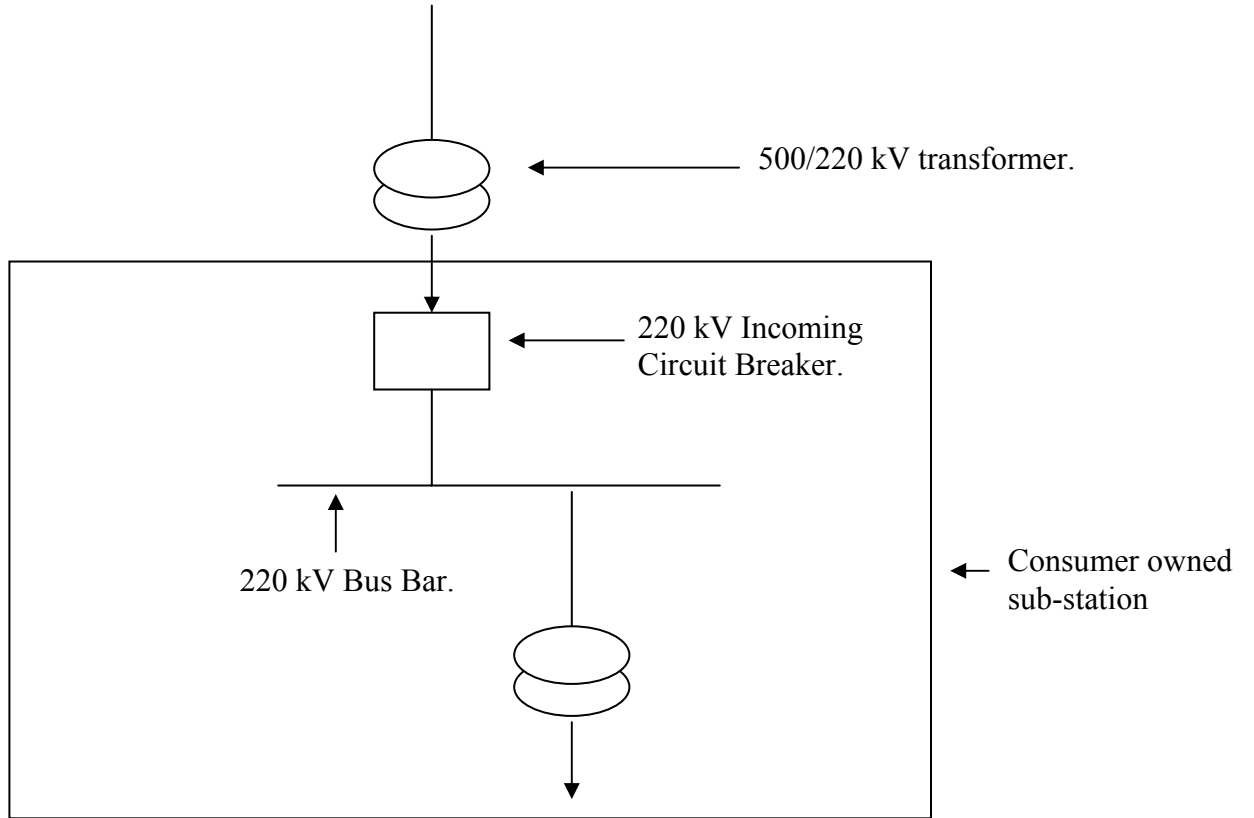 500/220 kV transformer.
220 kV Incoming
Circuit Breaker.
220 kV Bus Bar.
Consumer owned
sub-station